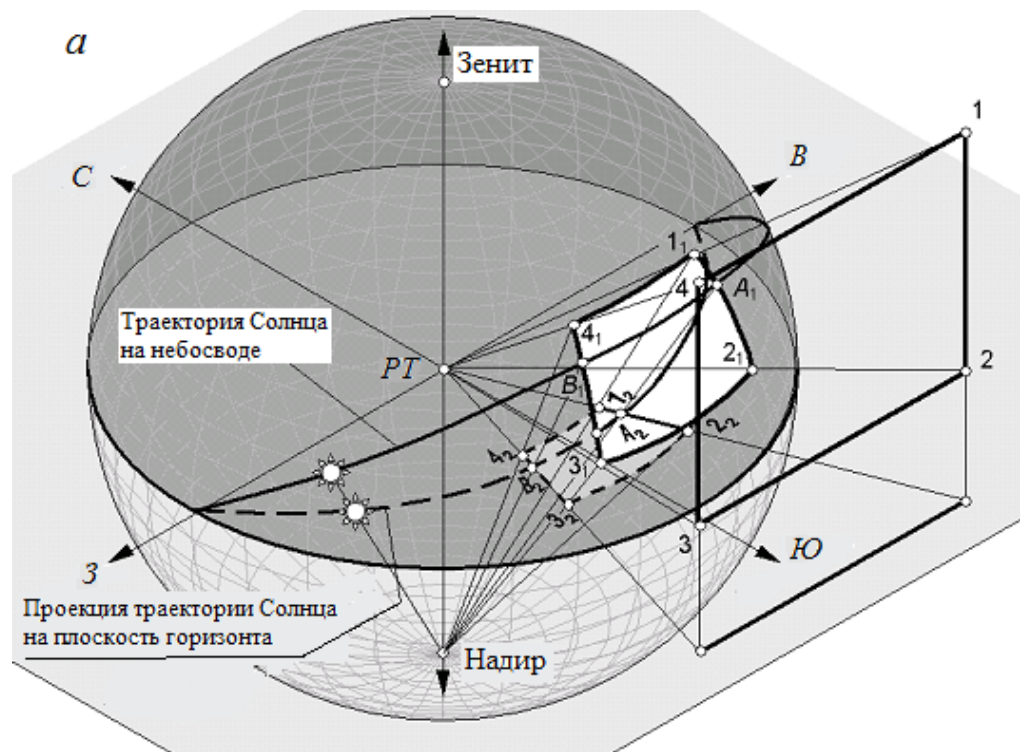 а
Зенит
1
С
В
1₁
4
A₁
Траектория Солнца
на небосводе
4₁
РТ
2₁
2
B₁
1₂
A₂
2₂
4₂
B₂
3₁
3₂
3
Ю
З
Проекция траектории Солнца
на плоскость горизонта
Надир